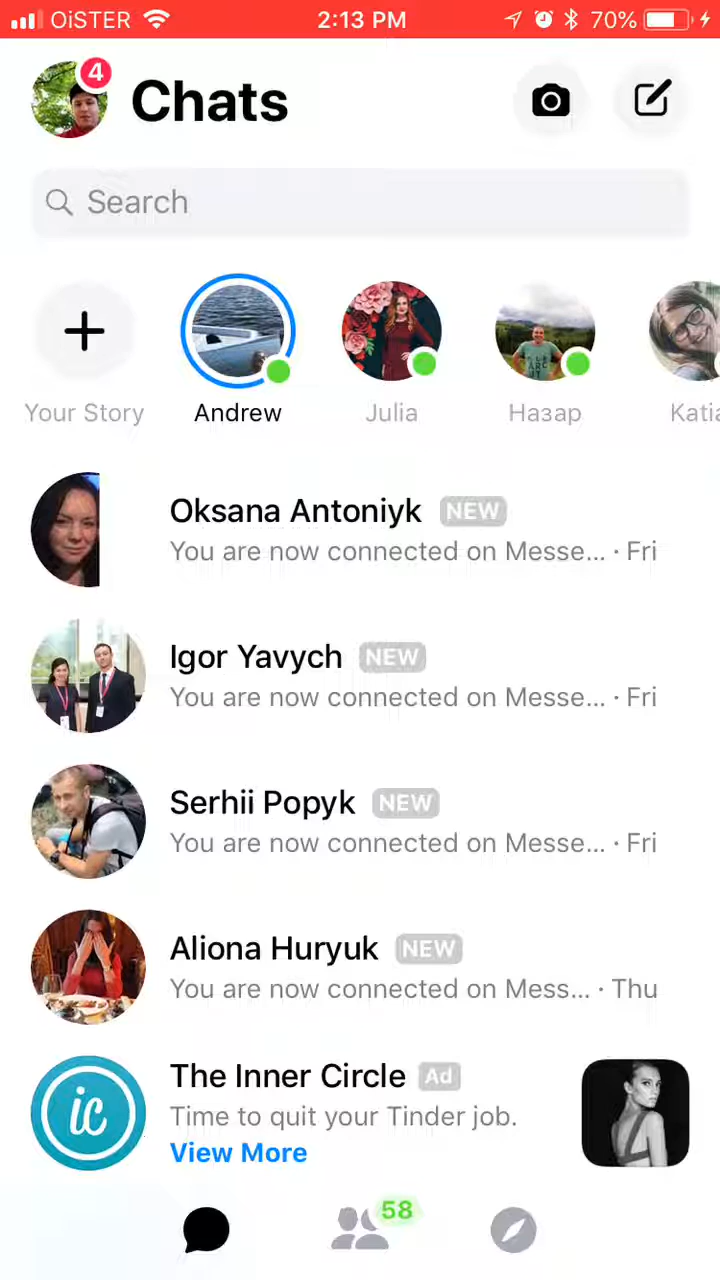 OiSTER 2:13 PM 70%
4
Chats
Search
Your Story Andrew Julia Назар Katia
Oksana Antoniyk NEW
You are now connected on Messe... · Fri
Igor Yavych NEW
You are now connected on Messe... · Fri
Serhii Popyk NEW
You are now connected on Messe... · Fri
Aliona Huryuk NEW
You are now connected on Mess... · Thu
ic
The Inner Circle Ad
Time to quit your Tinder job.
View More
58